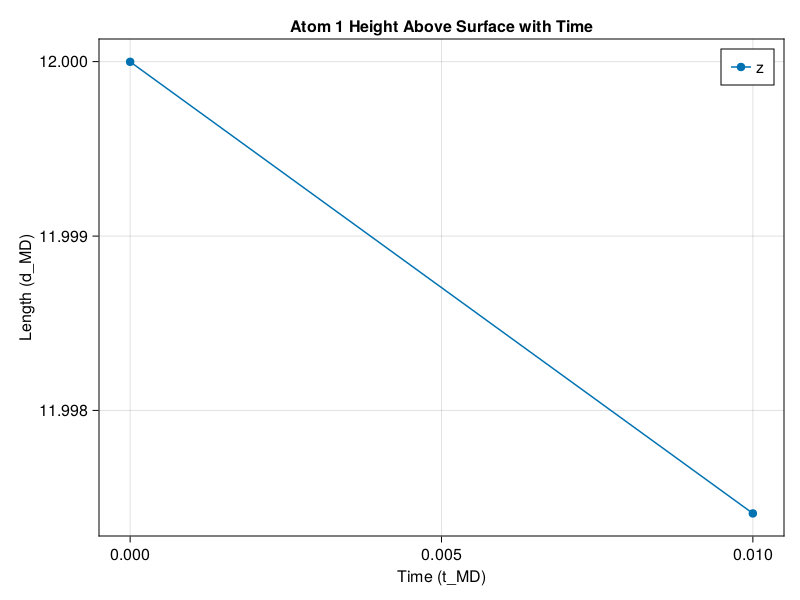 Atom 1 Height Above Surface with Time
z
12.000
11.999
11.998
Length (d_MD)
0.000
0.005
0.010
Time (t_MD)